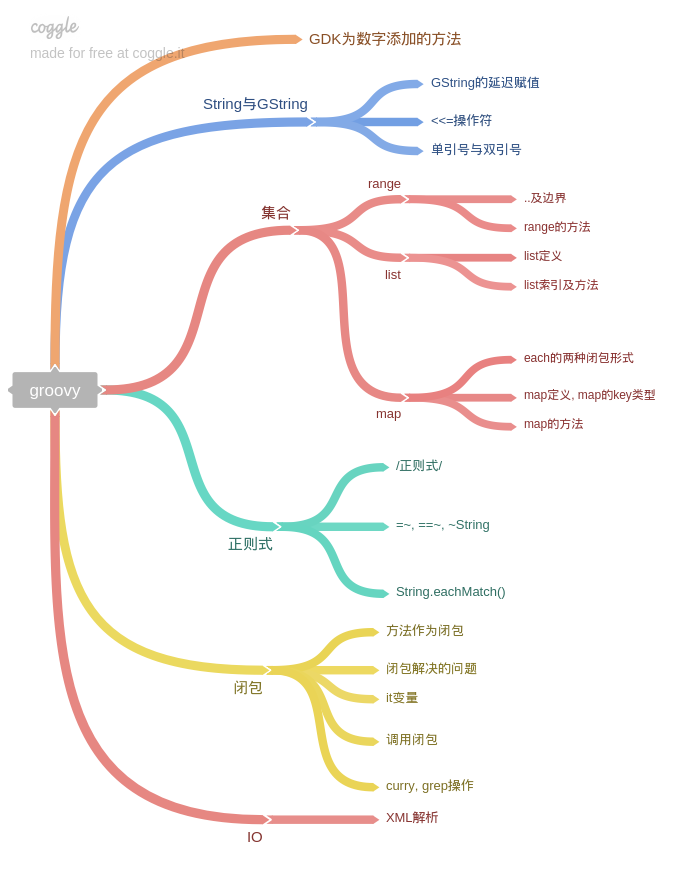 coggle
made for free at coggle.it
GDK为数字添加的方法
String与GString
GString的延迟赋值
<<=操作符
单引号与双引号
集合
range
..及边界
range的方法
list
list定义
list索引及方法
map
each的两种闭包形式
map定义, map的key类型
map的方法
groovy
正则式
/正则式/
=~, ==~, ~String
String.eachMatch()
闭包
方法作为闭包
闭包解决的问题
it变量
调用闭包
curry, grep操作
IO
XML解析